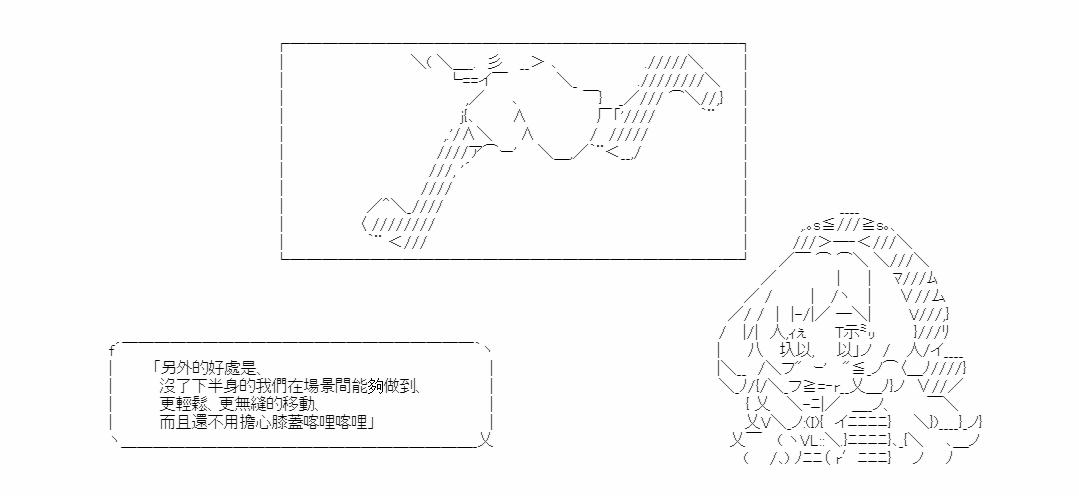 「另外的好處是、
沒了下半身的我們在場景間能夠做到、
更輕鬆、更無縫的移動、
而且還不用擔心膝蓋喀哩喀哩」